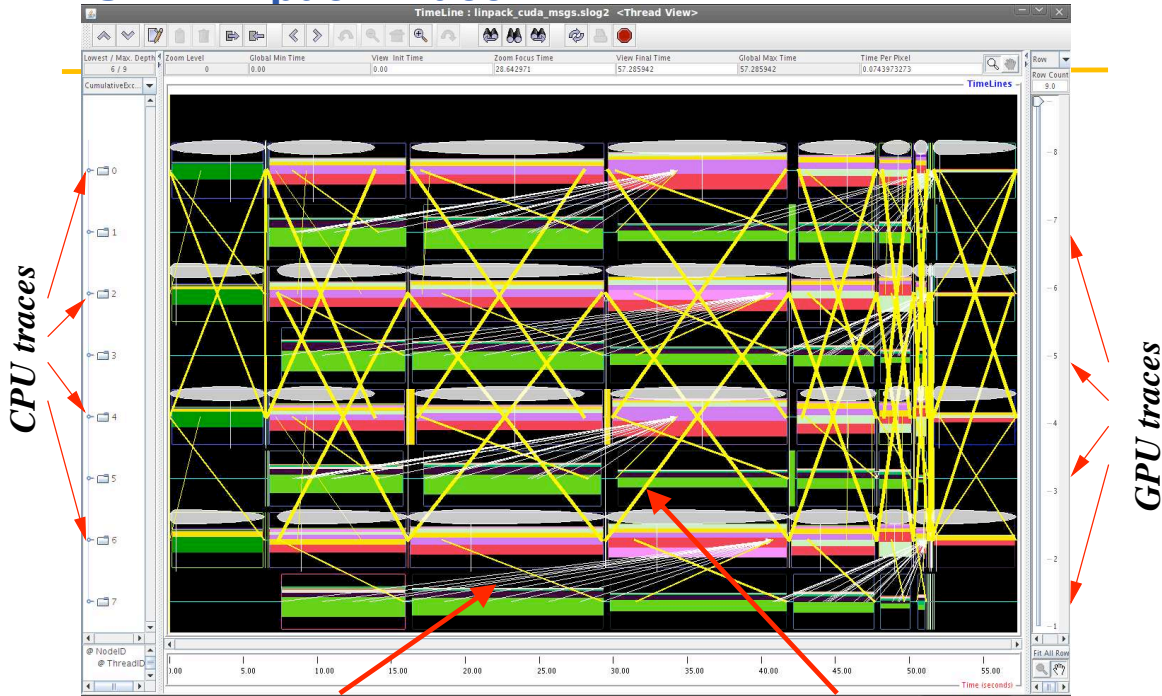 TimeLine : linpack_cuda_msgs.slog2 <Thread View>
Lowest / Max. Depth
6 / 9
Zoom Level
0
Global Min Time
0.00
View Init Time
0.00
Zoom Focus Time
28.642971
View Final Time
57.285942
Global Max Time
57.285942
Time Per Pixel
0.0743973273
Row
Row Count
9.0
CumulativeExc...
TimeLines
0
1
2
3
4
5
6
7
8
7
6
5
4
3
2
1
CPU traces
GPU traces
@ NodeID
@ ThreadID
Fit All Row
0.00
5.00
10.00
15.00
20.00
25.00
30.00
35.00
40.00
45.00
50.00
55.00
Time (seconds)